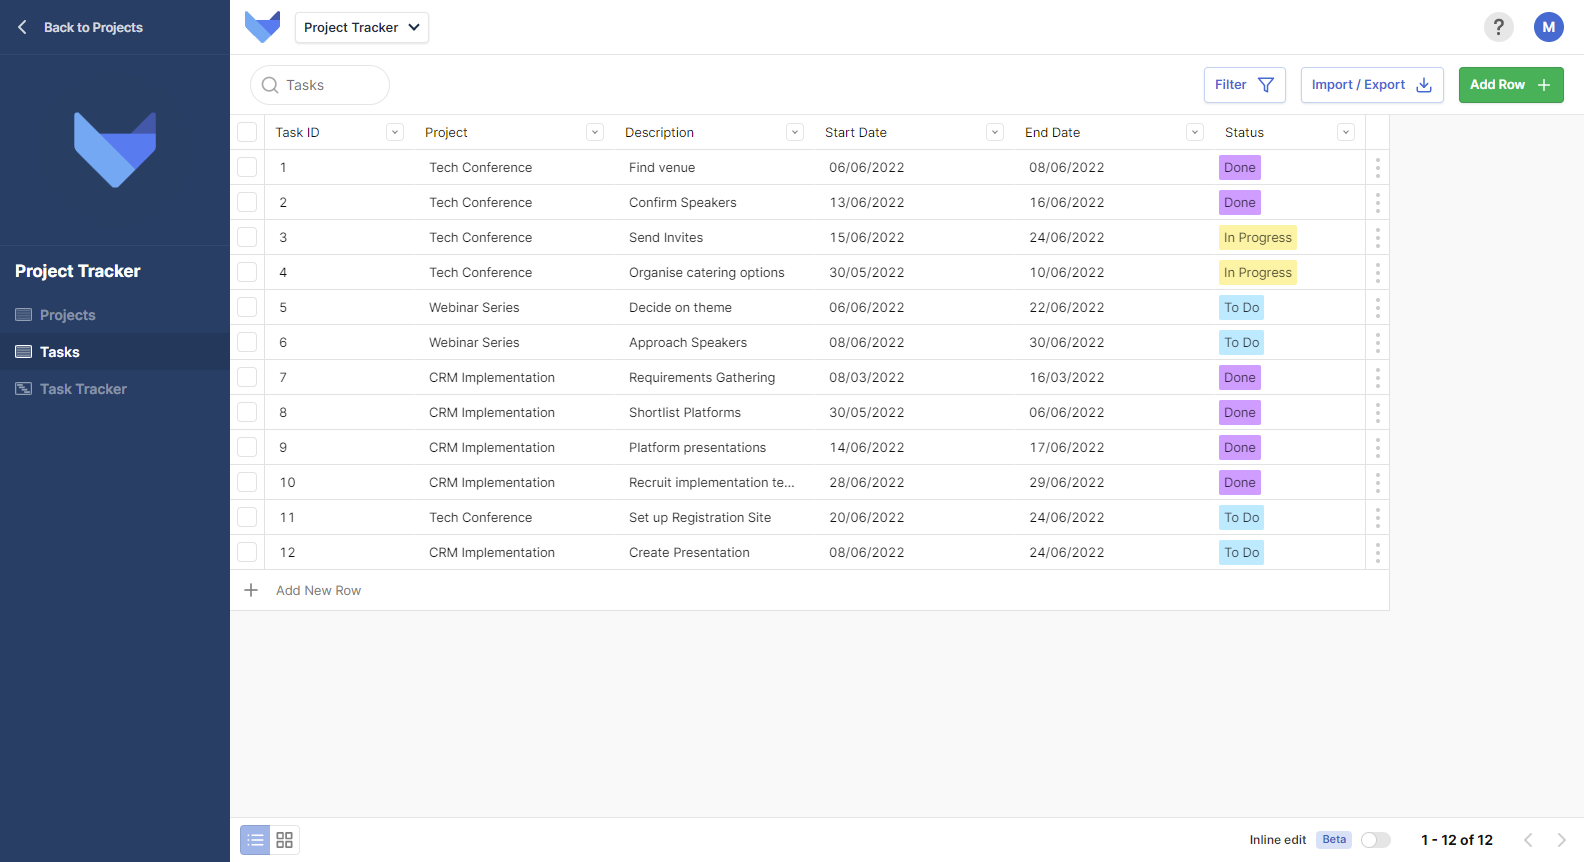 Back to Projects
Project Tracker
?
M
Tasks
Filter
Import / Export
Add Row
Project Tracker
Projects
Tasks
Task Tracker
Task ID Project Description Start Date End Date Status
1 Tech Conference Find venue 06/06/2022 08/06/2022 Done
2 Tech Conference Confirm Speakers 13/06/2022 16/06/2022 Done
3 Tech Conference Send Invites 15/06/2022 24/06/2022 In Progress
4 Tech Conference Organise catering options 30/05/2022 10/06/2022 In Progress
5 Webinar Series Decide on theme 06/06/2022 22/06/2022 To Do
6 Webinar Series Approach Speakers 08/06/2022 30/06/2022 To Do
7 CRM Implementation Requirements Gathering 08/03/2022 16/03/2022 Done
8 CRM Implementation Shortlist Platforms 30/05/2022 06/06/2022 Done
9 CRM Implementation Platform presentations 14/06/2022 17/06/2022 Done
10 CRM Implementation Recruit implementation te... 28/06/2022 29/06/2022 Done
11 Tech Conference Set up Registration Site 20/06/2022 24/06/2022 To Do
12 CRM Implementation Create Presentation 08/06/2022 24/06/2022 To Do
Add New Row
Inline edit Beta 1 - 12 of 12